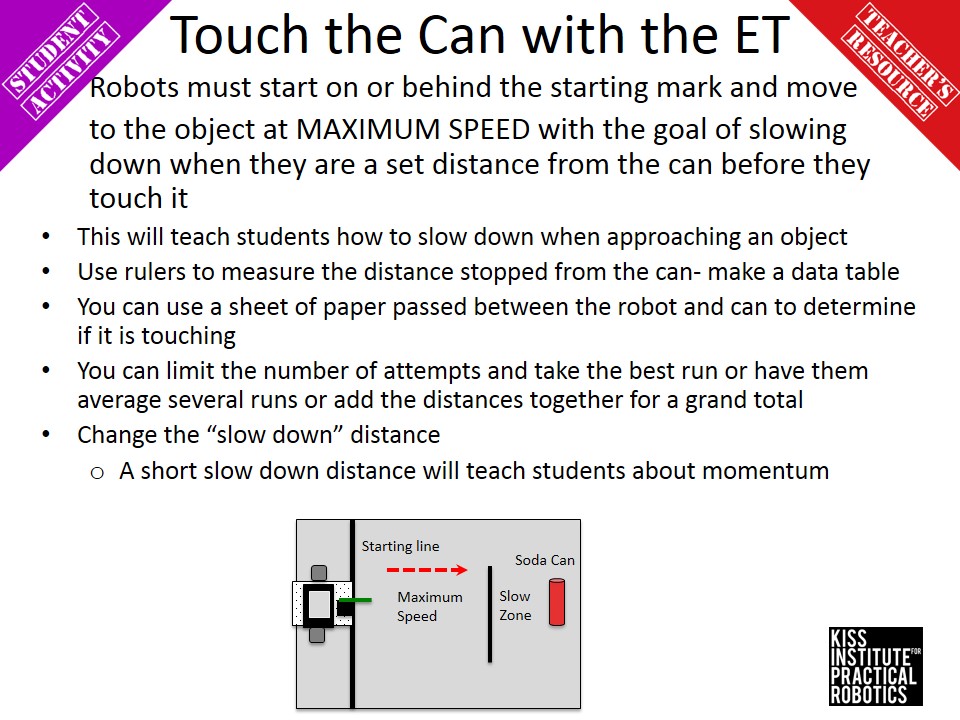 Touch the Can with the ET
STUDENT
ACTIVITY
TEACHER'S
RESOURCE
Robots must start on or behind the starting mark and move
to the object at MAXIMUM SPEED with the goal of slowing
down when they are a set distance from the can before they
touch it
• This will teach students how to slow down when approaching an object
• Use rulers to measure the distance stopped from the can- make a data table
• You can use a sheet of paper passed between the robot and can to determine
if it is touching
• You can limit the number of attempts and take the best run or have them
average several runs or add the distances together for a grand total
• Change the “slow down” distance
o A short slow down distance will teach students about momentum
Starting line
Soda Can
Maximum
Speed
Slow
Zone
KISS
INSTITUTE FOR
PRACTICAL
ROBOTICS